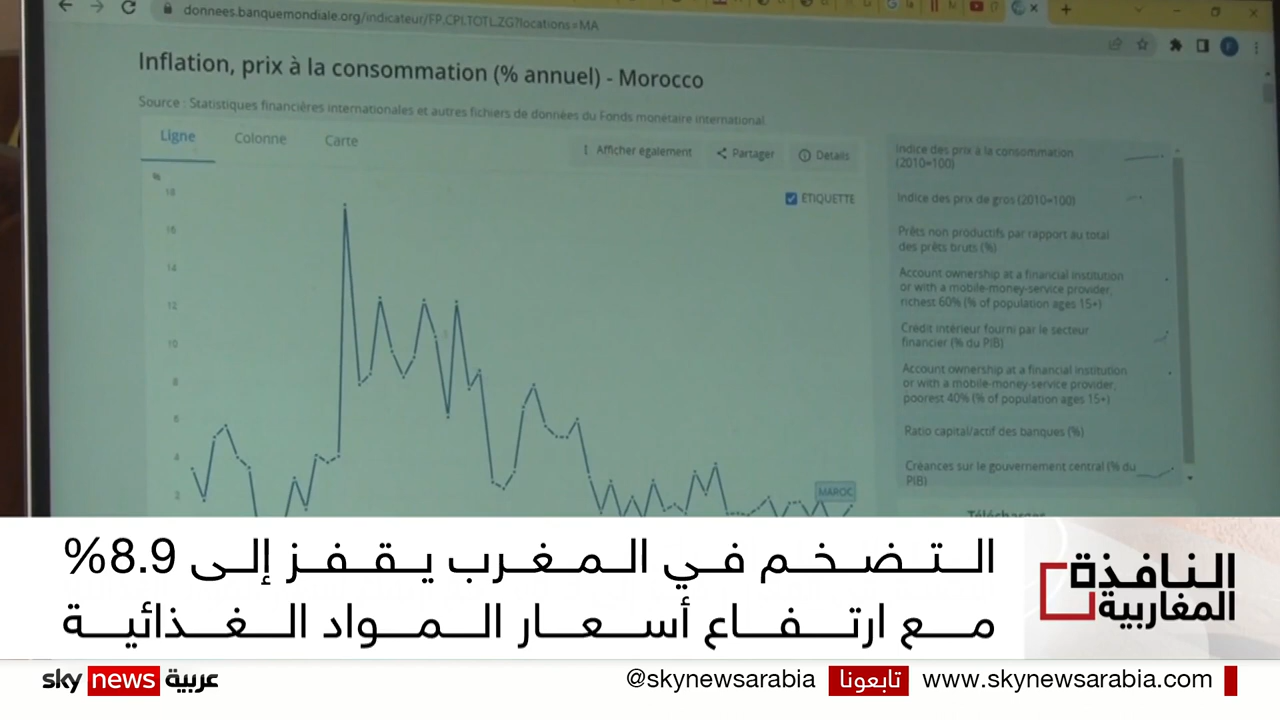 donnees.banquemondiale.org/indicateur/FP.CPI.TOTL.ZG?locations=MA
Inflation, prix à la consommation (% annuel) - Morocco
Source : Statistiques financières internationales et autres fichiers de données du Fonds monétaire international
Ligne
Colonne
Carte
Afficher également
Partager
Details
%
ÉTIQUETTE
18
16
14
12
10
8
6
4
2
MAROC
Indice des prix à la consommation
(2010=100)
Indice des prix de gros (2010=100)
Prêts non productifs par rapport au total
des prêts bruts (%)
Account ownership at a financial institution
or with a mobile-money-service provider,
richest 60% (% of population ages 15+)
Crédit intérieur fourni par le secteur
financier (% du PIB)
Account ownership at a financial institution
or with a mobile-money-service provider,
poorest 40% (% of population ages 15+)
Ratio capital/actif des banques (%)
Créances sur le gouvernement central (% du
PIB)
التضخم في المغرب يقفز إلى 8.9%
مع ارتفاع أسعار المواد الغذائية
النافذة
المغاربية
sky news عربية
@skynewsarabia تابعونا www.skynewsarabia.com